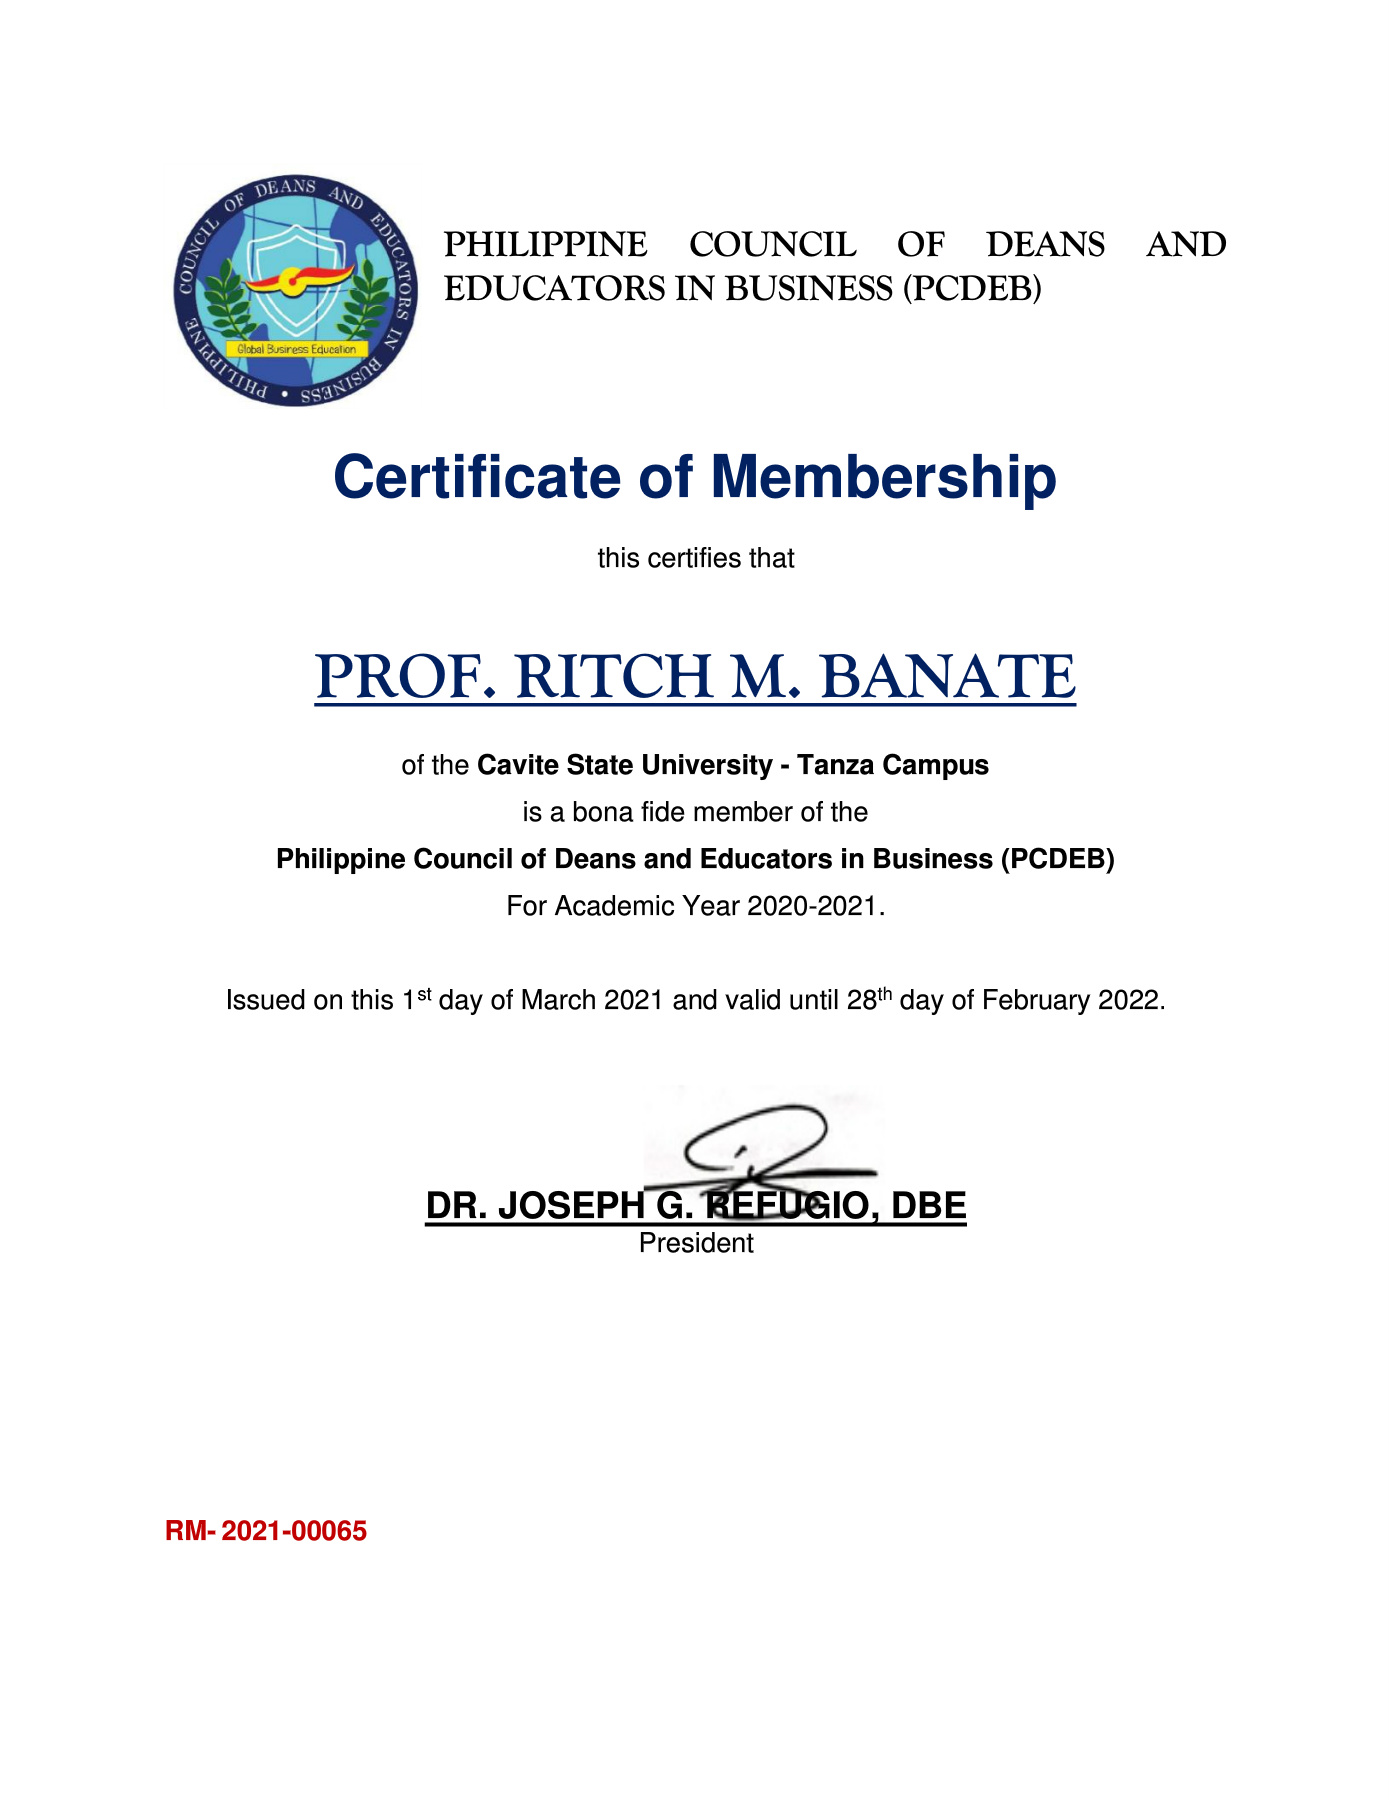 PHILIPPINE COUNCIL OF DEANS AND EDUCATORS IN BUSINESS •
Global Business Education
PHILIPPINE COUNCIL OF DEANS AND
EDUCATORS IN BUSINESS (PCDEB)
Certificate of Membership
this certifies that
PROF. RITCH M. BANATE
of the Cavite State University - Tanza Campus
is a bona fide member of the
Philippine Council of Deans and Educators in Business (PCDEB)
For Academic Year 2020-2021.
Issued on this 1st day of March 2021 and valid until 28th day of February 2022.
DR. JOSEPH G. REFUGIO, DBE
President
RM- 2021-00065